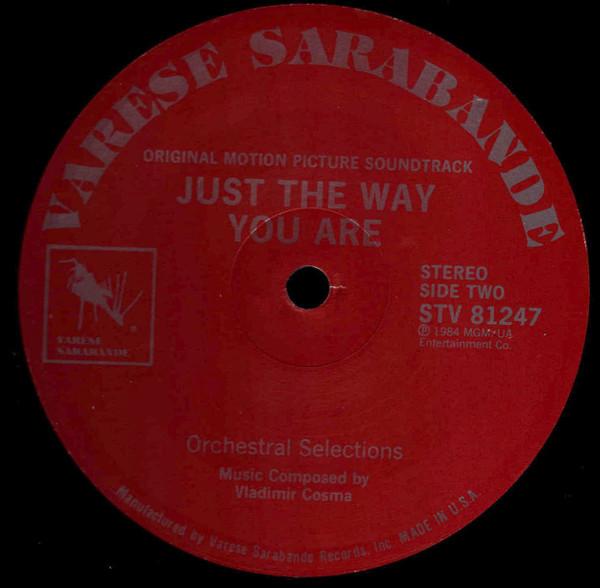 VARESE SARABANDE
ORIGINAL MOTION PICTURE SOUNDTRACK
JUST THE WAY
YOU ARE
STEREO
SIDE TWO
STV 81247
℗ 1984 MGM/UA
Entertainment Co.
VARESE
SARABANDE
Orchestral Selections
Music Composed by
Vladimir Cosma
Manufactured by Varese Sarabande Records, Inc. MADE IN U.S.A.